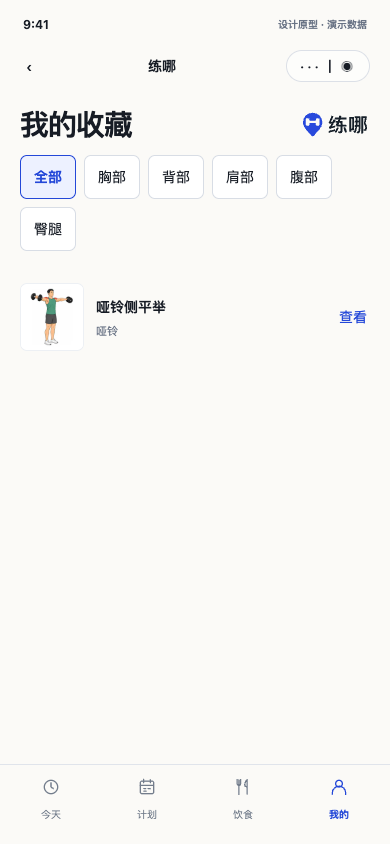 9:41
设计原型 · 演示数据
‹ 练哪
我的收藏
练哪
全部 胸部 背部 肩部 腹部
臀腿
哑铃侧平举
哑铃
查看
今天 计划 饮食 我的